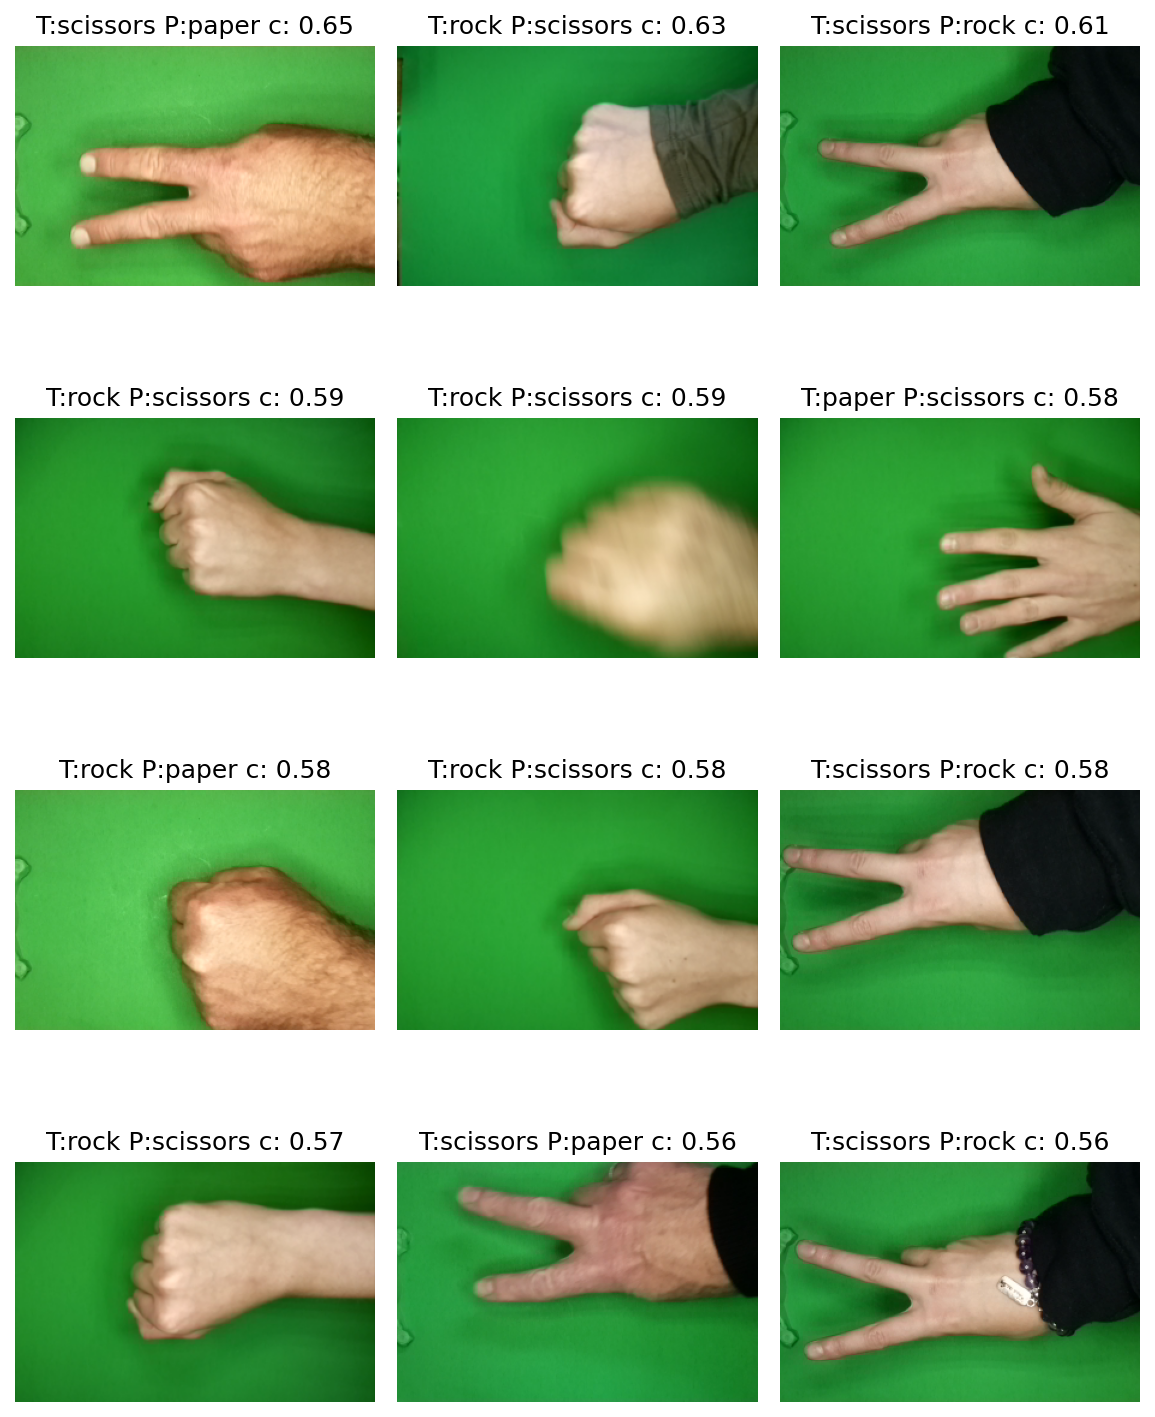 T:scissors P:paper c: 0.65
T:rock P:scissors c: 0.63
T:scissors P:rock c: 0.61
T:rock P:scissors c: 0.59
T:rock P:scissors c: 0.59
T:paper P:scissors c: 0.58
T:rock P:paper c: 0.58
T:rock P:scissors c: 0.58
T:scissors P:rock c: 0.58
T:rock P:scissors c: 0.57
T:scissors P:paper c: 0.56
T:scissors P:rock c: 0.56